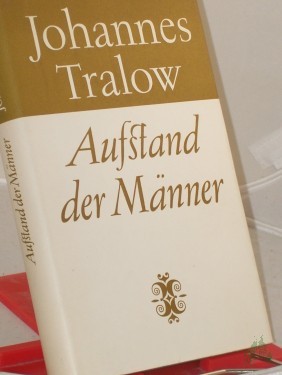 Johannes
Tralow
Aufstand
der Männer
Aufstand der Männer